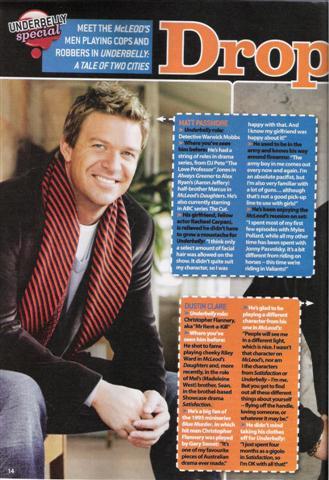 UNDERBELLY
special
MEET THE McLEOD'S
MEN PLAYING COPS AND
ROBBERS IN UNDERBELLY:
A TALE OF TWO CITIES
Drop
MATT PASSMORE
> Underbelly role:
Detective Warwick Mobbs
> Where you've seen
him before: He's had a
string of roles in drama
series, from DJ Pete "The
Love Professor" Jones in
Always Greener to Alex
Ryan's (Aaron Jeffery)
half-brother Marcus in
McLeod's Daughters. He's
also currently starring
in ABC series The Cut.
> His girlfriend, fellow
actor Rachael Carpani,
is relieved he didn't have
to grow a moustache for
Underbelly: "I think only
a select amount of facial
hair was allowed on the
show. It didn't quite suit
my character, so I was
happy with that. And
I know my girlfriend was
happy about it!"
> He used to be in the
army and knows his way
around firearms: "The
army boy in me comes out
every now and again. I'm
an absolute pacifist, but
I'm also very familiar with
a lot of guns… although
that's not a good pick-up
line to use with girls!"
> He's been enjoying the
McLeod's reunion on set:
"I spent most of my first
few episodes with Myles
Pollard, while all my other
time has been spent with
Jonny Pasvolsky. It's a bit
different from riding on
horses – this time we're
riding in Valiants!"
DUSTIN CLARE
> Underbelly role:
Christopher Flannery,
aka "Mr Rent-a-Kill"
> Where you've
seen him before:
He shot to fame
playing cheeky Riley
Ward in McLeod's
Daughters and, more
recently, in the role
of Mel's (Madeleine
West) brother, Sean,
in the brothel-based
Showcase drama
Satisfaction.
> He's a big fan of
the 1995 miniseries
Blue Murder, in which
hit man Christopher
Flannery was played
by Gary Sweet: "It's
one of my favourite
pieces of Australian
drama ever made."
> He's glad to be
playing a different
character from his
one in McLeod's:
"People will see me
in a different light,
which is nice. I wasn't
that character on
McLeod's, nor am
I the characters
from Satisfaction or
Underbelly – I'm me.
But you get to find
out all these different
things about yourself
– flying off the handle,
loving someone, or
whatever it may be."
> He didn't mind
taking his clothes
off for Underbelly:
"I just spent four
months as a gigolo
in Satisfaction, so
I'm OK with all that!"
14